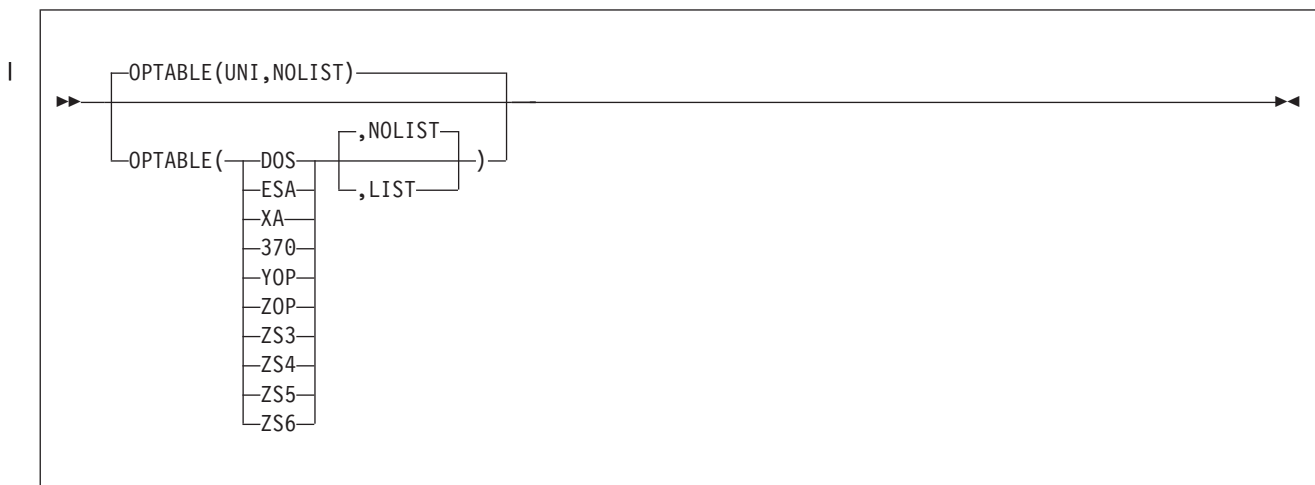 OPTABLE(UNI,NOLIST)
,NOLIST
OPTABLE( DOS )
ESA ,LIST
XA
370
YOP
ZOP
ZS3
ZS4
ZS5
ZS6